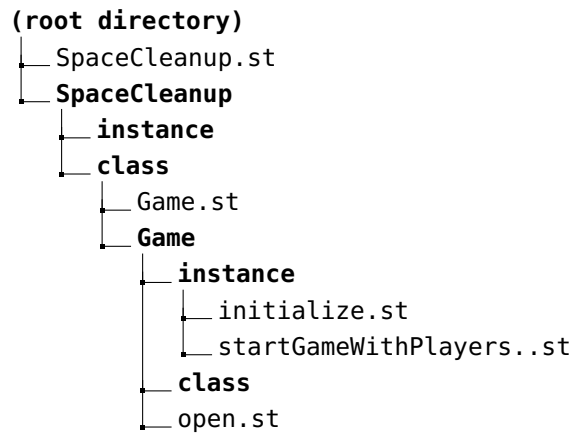 (root directory)
SpaceCleanup.st
SpaceCleanup
instance
class
Game.st
Game
instance
initialize.st
startGameWithPlayers..st
class
open.st